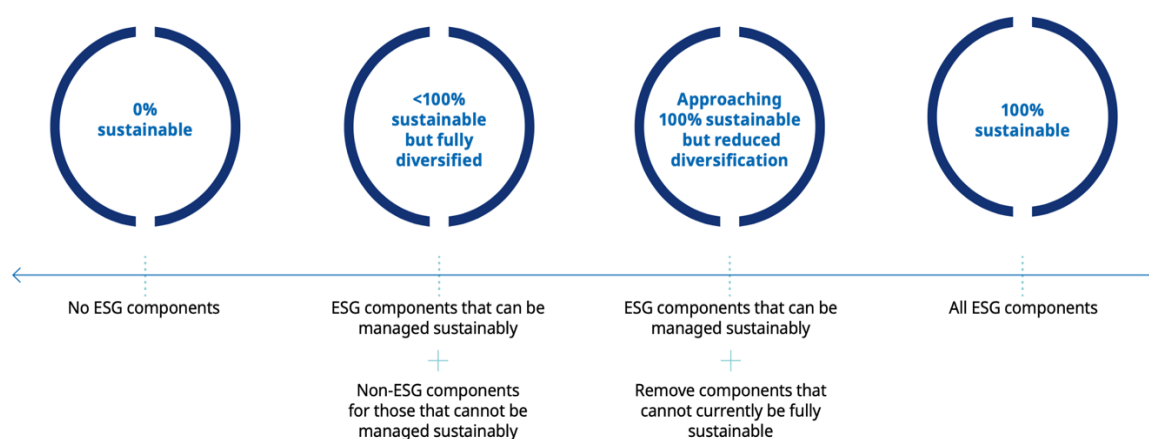 0%
sustainable
<100%
sustainable
but fully
diversified
Approaching
100% sustainable
but reduced
diversification
100%
sustainable
No ESG components
ESG components that can be
managed sustainably
Non-ESG components
for those that cannot be
managed sustainably
ESG components that can be
managed sustainably
Remove components that
cannot currently be fully
sustainable
All ESG components